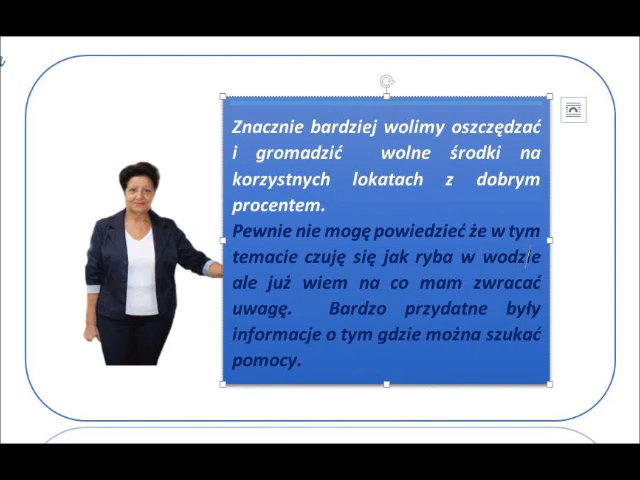 Znacznie bardziej wolimy oszczędzać
i gromadzić wolne środki na
korzystnych lokatach z dobrym
procentem.
Pewnie nie mogę powiedzieć że w tym
temacie czuję się jak ryba w wodzie
ale już wiem na co mam zwracać
uwagę. Bardzo przydatne były
informacje o tym gdzie można szukać
pomocy.